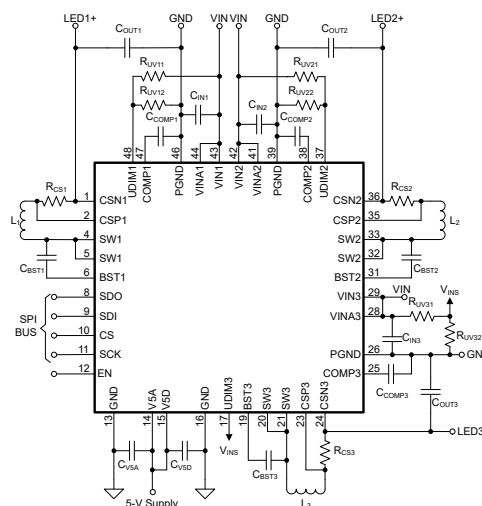 LED1+ GND VIN VIN GND LED2+
COUT1 COUT2
RUV11 RUV21
RUV12 RUV22
CIN1 CIN2
CCOMP1 CCOMP2
48 47 46 44 43 42 41 39 38 37
UDIM1 COMP1 PGND VINA1 VIN1 VIN2 VINA2 PGND COMP2 UDIM2
RCS1 1 CSN1 CSN2 36 RCS2
L1 2 CSP1 CSP2 35 L2
4 SW1 SW2 33
5 SW1 SW2 32
CBST1 6 BST1 BST2 31 CBST2
SPI BUS
8 SDO VIN3 29 VIN
9 SDI VINA3 28 RUV31 VINS
10 CS CIN3 RUV32
11 SCK PGND 26 GN
12 EN COMP3 25 CCOMP3
COUT3
GND V5A V5D GND UDIM3 BST3 SW3 SW3 CSP3 CSN3
13 14 15 16 17 19 20 21 23 24
LED3
CV5A CV5D VINS CBST3 RCS3
5-V Supply L3